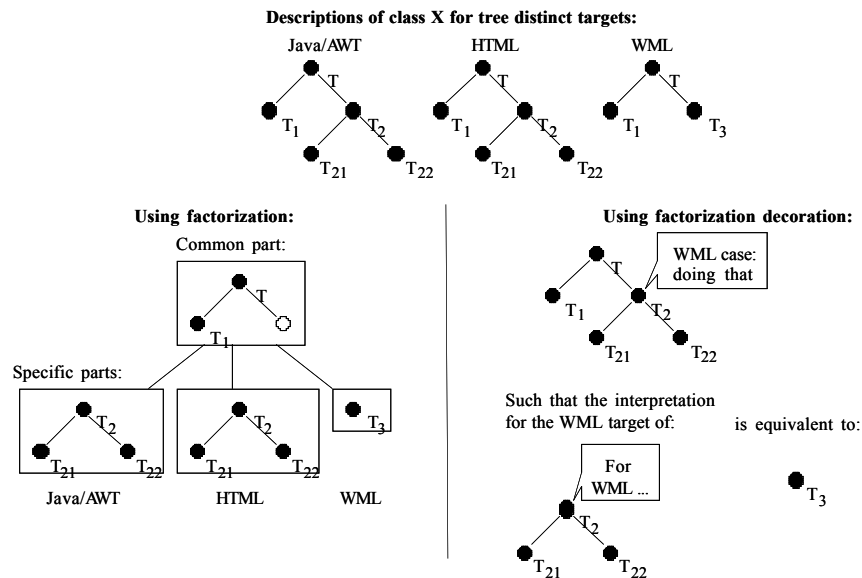 Descriptions of class X for tree distinct targets:
Java/AWT HTML WML
T T T
T1 T2 T1 T2 T1 T3
T21 T22 T21 T22
Using factorization:
Common part:
T
T1
Specific parts:
T2 T2 T3
T21 T22 T21 T22
Java/AWT HTML WML
Using factorization decoration:
WML case:
doing that
T
T1 T2
T21 T22
Such that the interpretation
for the WML target of:
is equivalent to:
For
WML ...
T2
T21 T22
T3